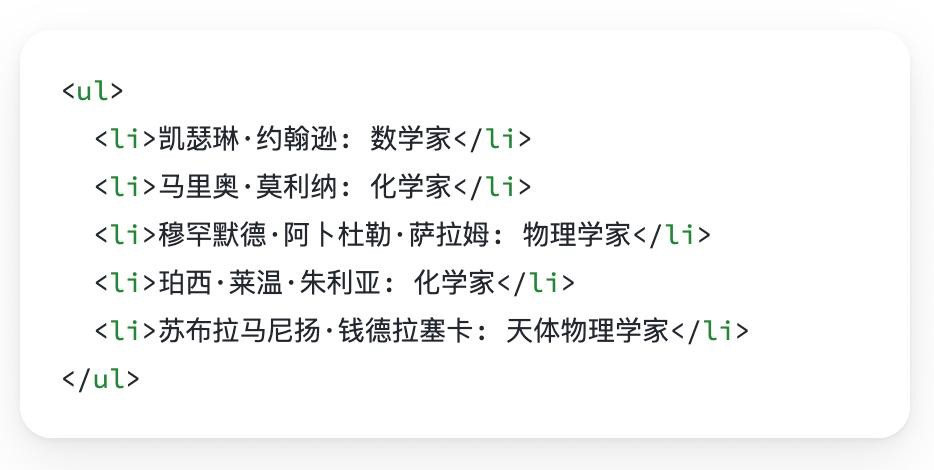 <ul>
  <li>凯瑟琳·约翰逊: 数学家</li>
  <li>马里奥·莫利纳: 化学家</li>
  <li>穆罕默德·阿卜杜勒·萨拉姆: 物理学家</li>
  <li>珀西·莱温·朱利亚: 化学家</li>
  <li>苏布拉马尼扬·钱德拉塞卡: 天体物理学家</li>
</ul>